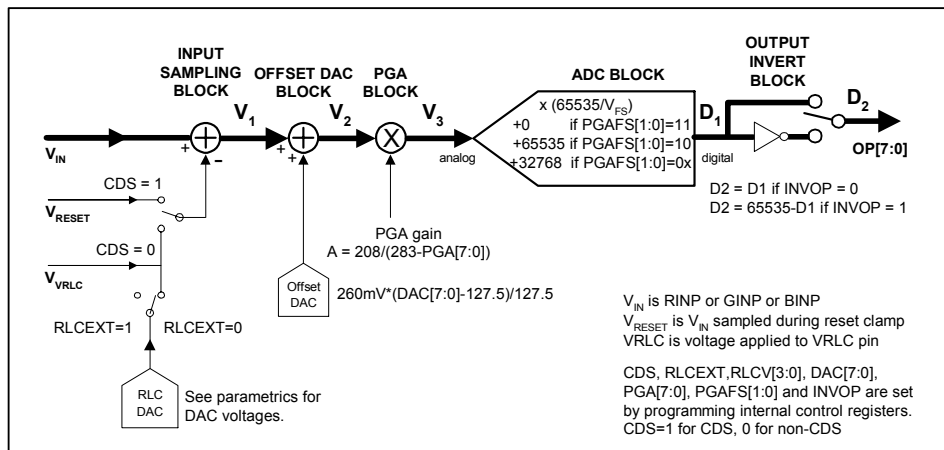 INPUT
SAMPLING
BLOCK
OFFSET DAC
BLOCK
PGA
BLOCK
ADC BLOCK
OUTPUT
INVERT
BLOCK
V1
V2
V3
D1
D2
x (65535/VFS)
+0 if PGAFS[1:0]=11
+65535 if PGAFS[1:0]=10
+32768 if PGAFS[1:0]=0x
+
+
−
+
+
+
X
analog
digital
VIN
OP[7:0]
CDS = 1
VRESET
D2 = D1 if INVOP = 0
D2 = 65535-D1 if INVOP = 1
PGA gain
A = 208/(283-PGA[7:0])
CDS = 0
VVRLC
Offset
DAC
260mV*(DAC[7:0]-127.5)/127.5
RLCEXT=1
RLCEXT=0
RLC
DAC
See parametrics for
DAC voltages.
VIN is RINP or GINP or BINP
VRESET is VIN sampled during reset clamp
VRLC is voltage applied to VRLC pin
CDS, RLCEXT,RLCV[3:0], DAC[7:0],
PGA[7:0], PGAFS[1:0] and INVOP are set
by programming internal control registers.
CDS=1 for CDS, 0 for non-CDS